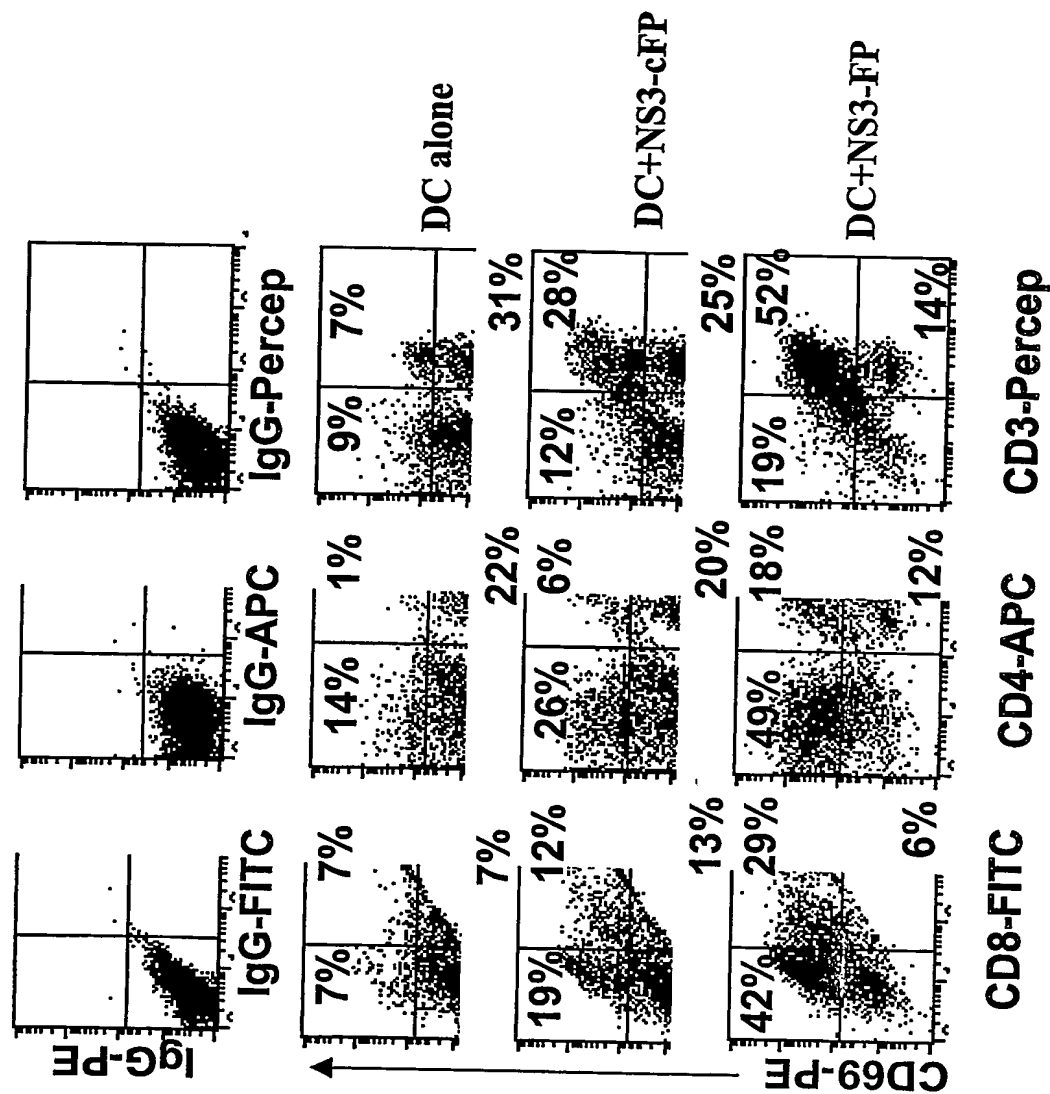 IgG-PE
IgG-FITC
IgG-APC
IgG-Percep
7% 7% 14% 1% 9% 7%
DC alone
7% 22% 31%
19% 12% 26% 6% 12% 28%
DC+NS3-cFP
13% 20% 25%
42% 29% 49% 18% 19% 52%
DC+NS3-FP
6% 12% 14%
CD69-PE
CD8-FITC
CD4-APC
CD3-Percep